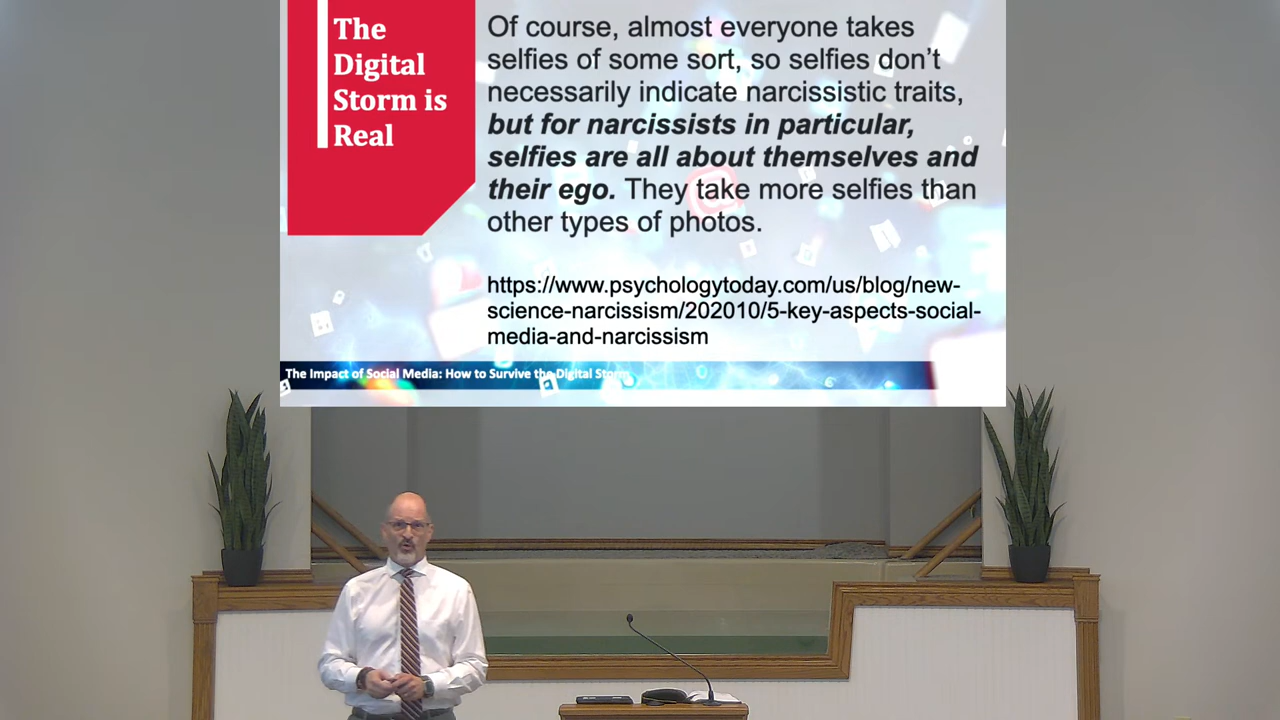 The
Digital
Storm is
Real
Of course, almost everyone takes
selfies of some sort, so selfies don’t
necessarily indicate narcissistic traits,
but for narcissists in particular,
selfies are all about themselves and
their ego. They take more selfies than
other types of photos.
https://www.psychologytoday.com/us/blog/new-
science-narcissism/202010/5-key-aspects-social-
media-and-narcissism
The Impact of Social Media: How to Survive the Digital Storm